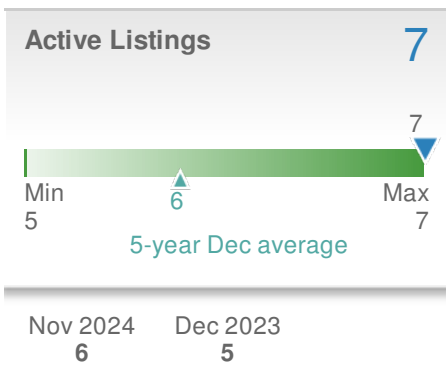 Active Listings 7
7
Min Max
6
5 7
5-year Dec average
Nov 2024 Dec 2023
6 5